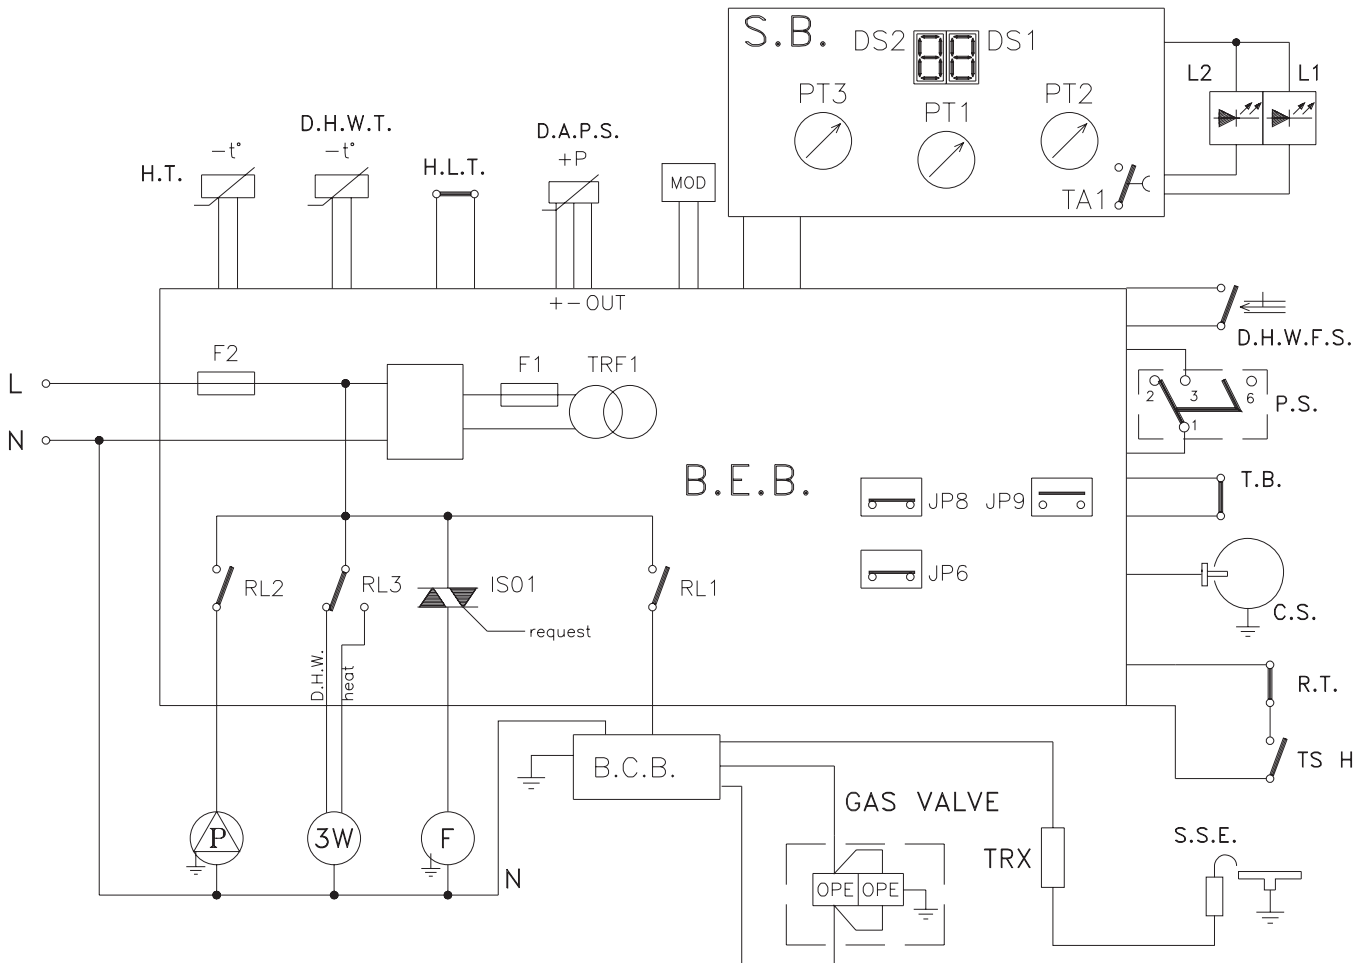 S.B.
DS2 DS1
PT3
PT1
PT2
TA1
L2 L1
H.T.
-t°
D.H.W.T.
-t°
H.L.T.
D.A.P.S.
+P
MOD
+-OUT
D.H.W.F.S.
2 3 6
1
P.S.
T.B.
C.S.
R.T.
TS H
L
N
F2
F1
TRF1
B.E.B.
JP8 JP9
JP6
RL2
RL3
ISO1
RL1
request
D.H.W.
heat
P
3W
F
N
B.C.B.
GAS VALVE
OPE OPE
TRX
S.S.E.